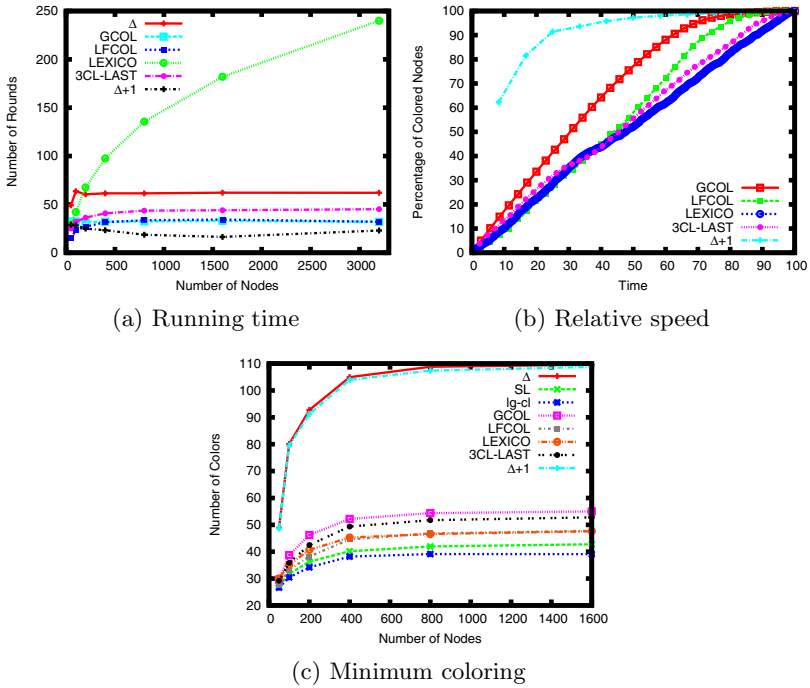 250
200
150
100
50
0
Number of Rounds
0 500 1000 1500 2000 2500 3000
Number of Nodes
Δ
GCOL
LFCOL
LEXICO
3CL-LAST
Δ+1
(a) Running time
100
90
80
70
60
50
40
30
20
10
0
Percentage of Colored Nodes
0 10 20 30 40 50 60 70 80 90 100
Time
GCOL
LFCOL
LEXICO
3CL-LAST
Δ+1
(b) Relative speed
110
100
90
80
70
60
50
40
30
20
Number of Colors
0 200 400 600 800 1000 1200 1400 1600
Number of Nodes
Δ
SL
lg-cl
GCOL
LFCOL
LEXICO
3CL-LAST
Δ+1
(c) Minimum coloring